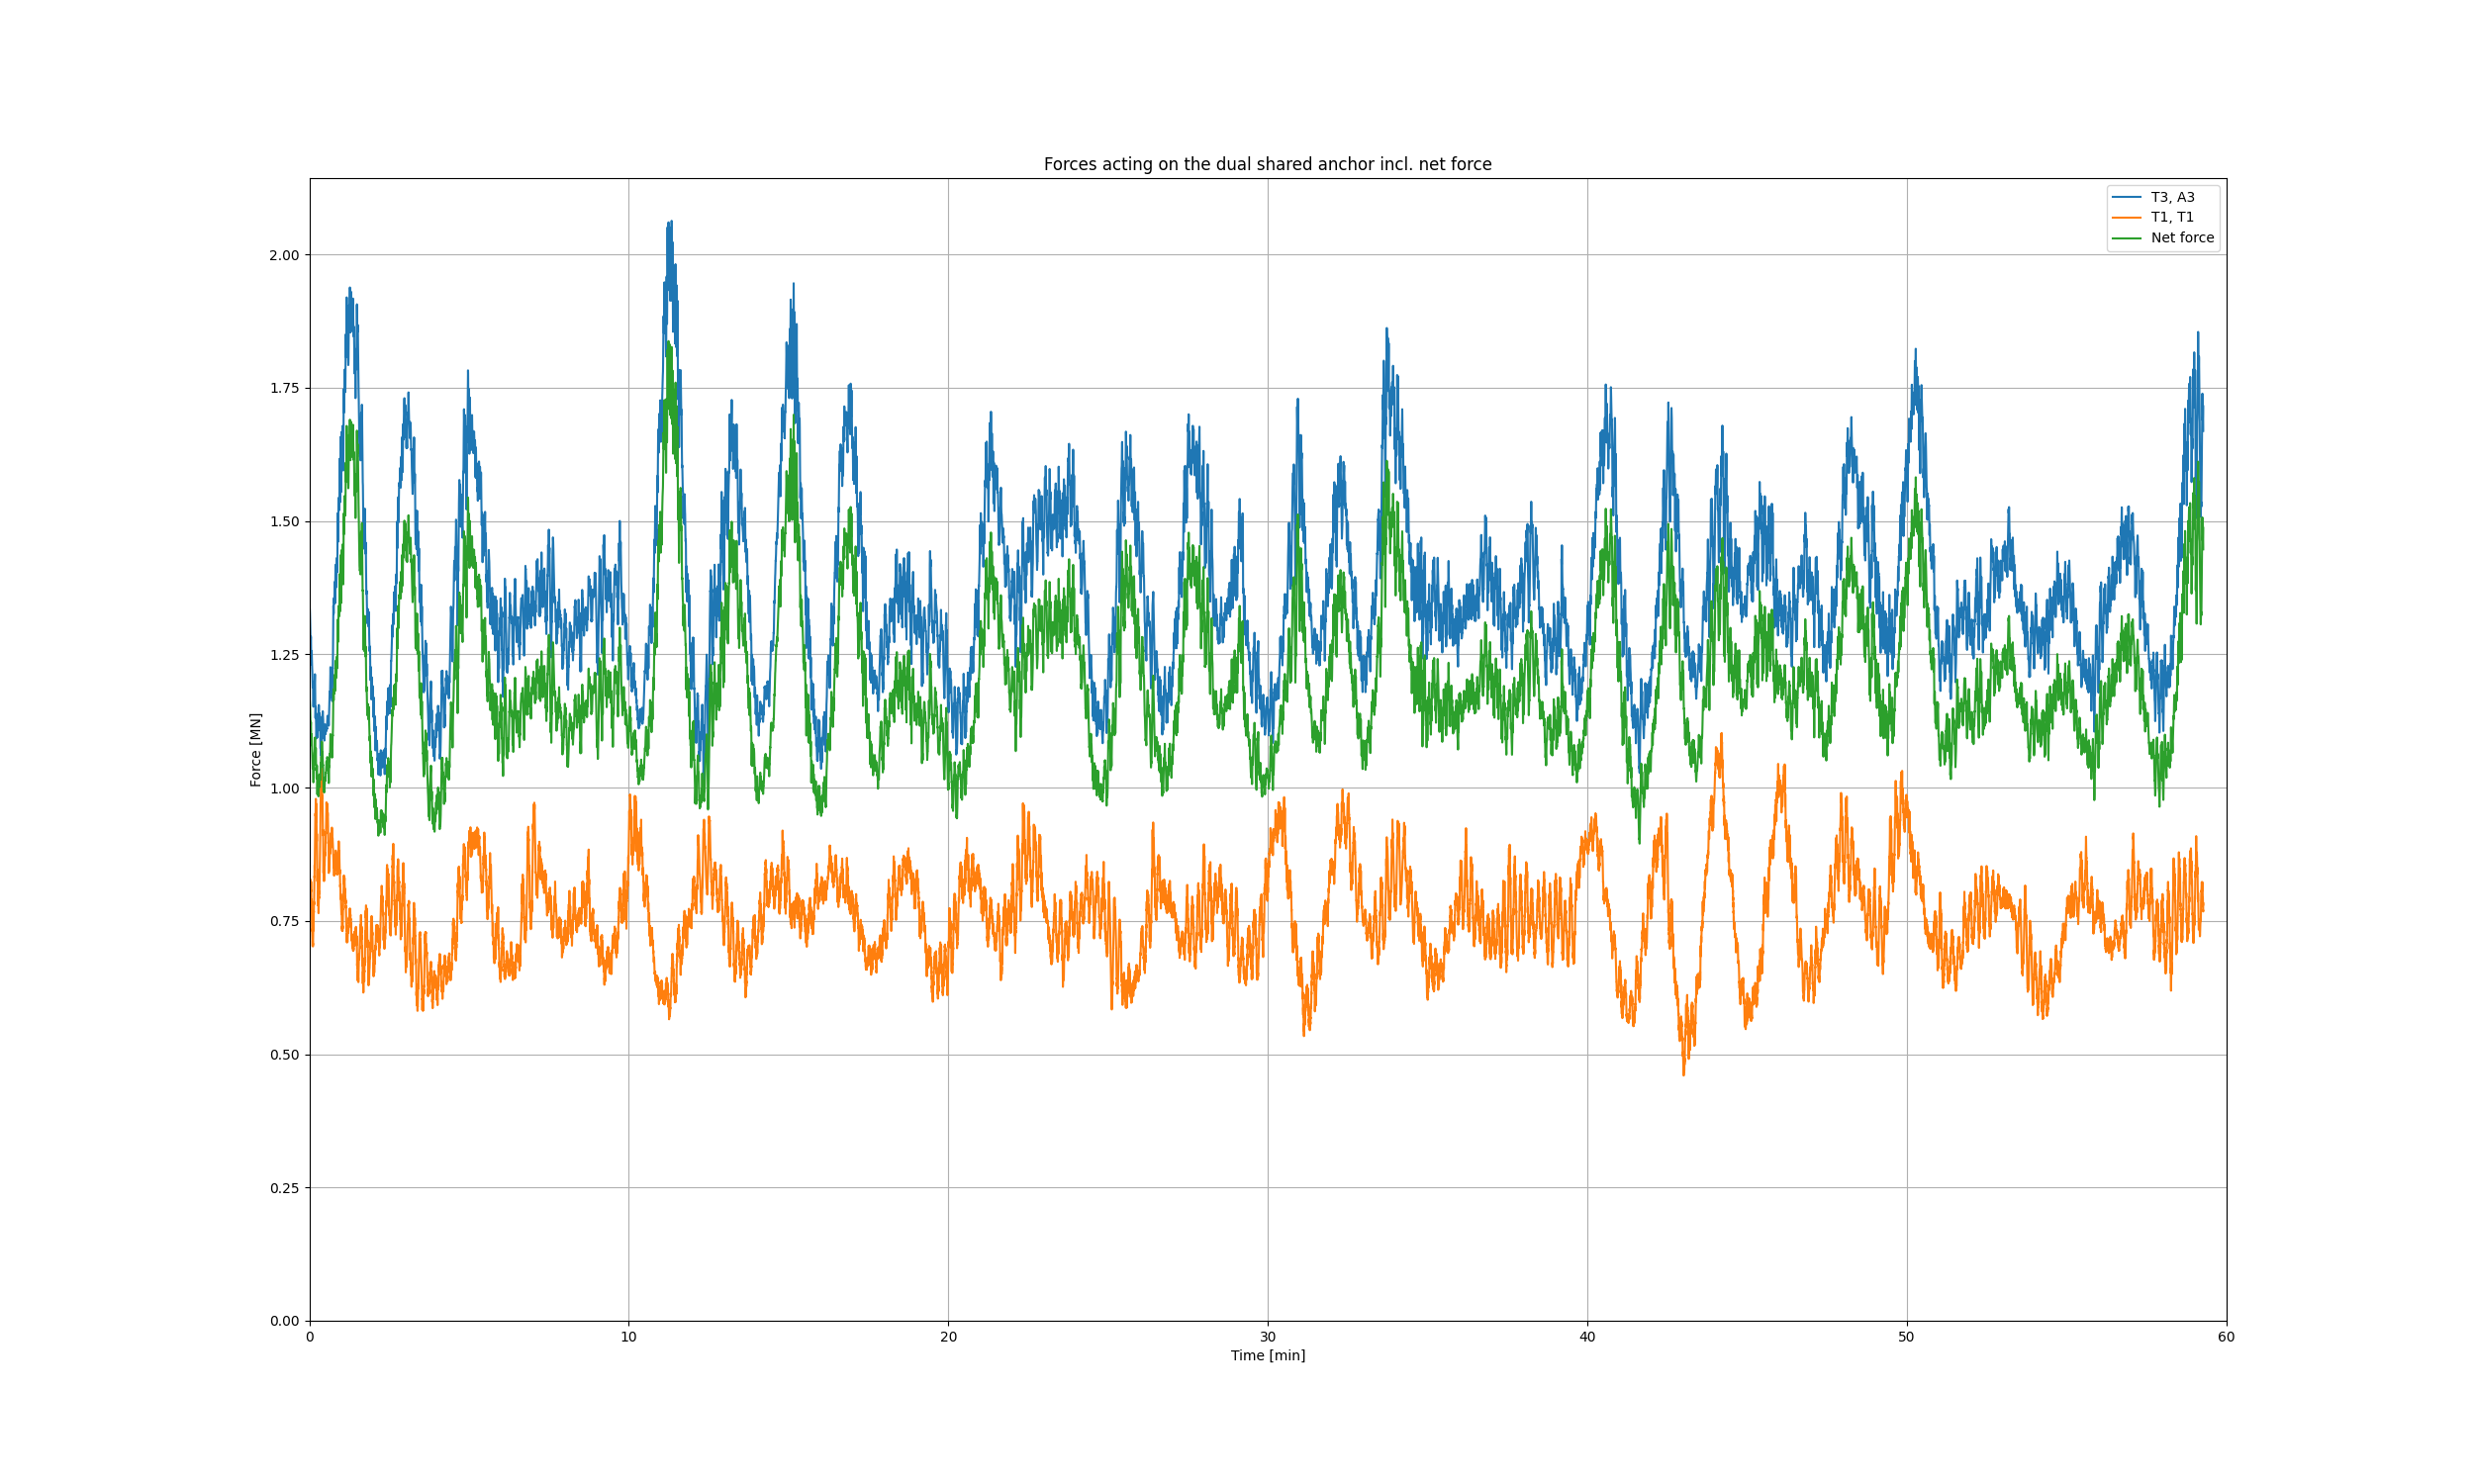 Forces acting on the dual shared anchor incl. net force
T3, A3
T1, T1
Net force
Force [MN]
2.00
1.75
1.50
1.25
1.00
0.75
0.50
0.25
0.00
0 10 20 30 40 50 60
Time [min]